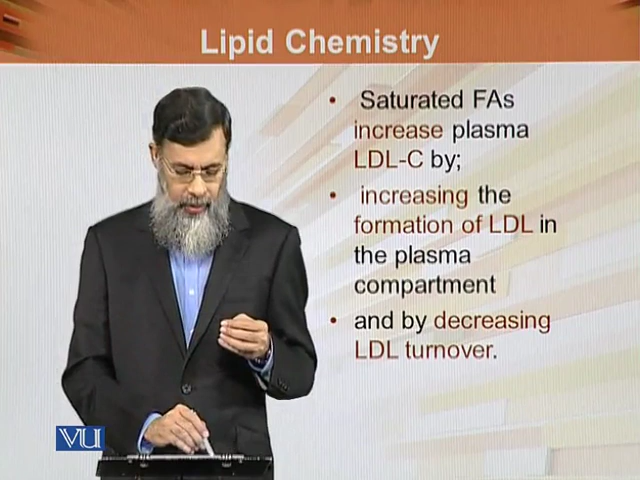 Lipid Chemistry
• Saturated FAs
increase plasma
LDL-C by;
• increasing the
formation of LDL in
the plasma
compartment
• and by decreasing
LDL turnover.
VU